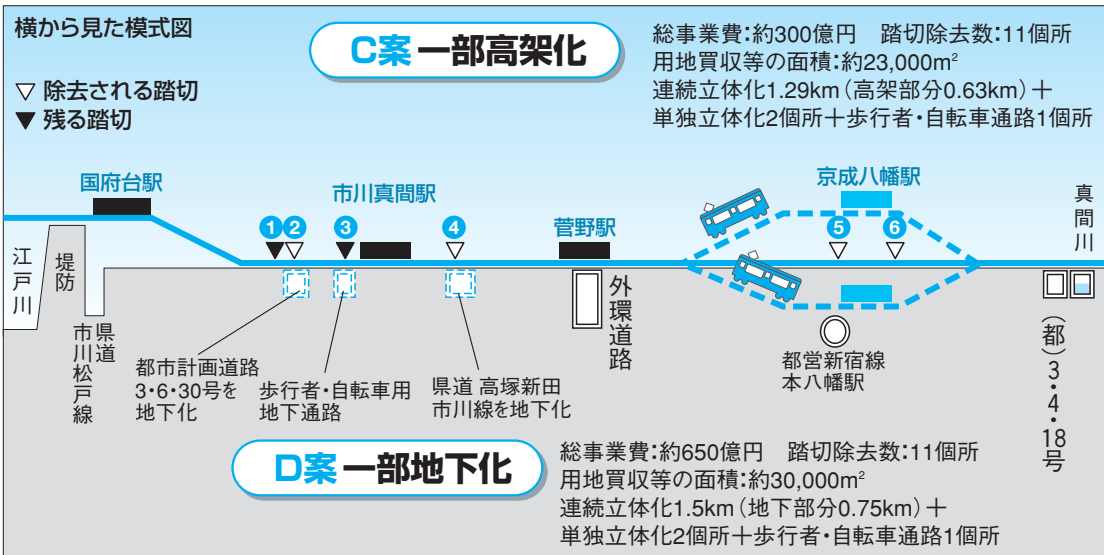 横から見た模式図
▽ 除去される踏切
▼ 残る踏切
C案 一部高架化
総事業費:約300億円 踏切除去数:11個所
用地買収等の面積:約23,000m²
連続立体化1.29km(高架部分0.63km)+
単独立体化2個所+歩行者・自転車通路1個所
国府台駅
市川真間駅
菅野駅
京成八幡駅
真間川
1
2
3
4
5
6
江戸川
堤防
県道
市川松戸線
都市計画道路
3・6・30号を
地下化
歩行者・自転車用
地下通路
県道 高塚新田
市川線を地下化
外環道路
都営新宿線
本八幡駅
(都)3・4・18号
D案 一部地下化
総事業費:約650億円 踏切除去数:11個所
用地買収等の面積:約30,000m²
連続立体化1.5km(地下部分0.75km)+
単独立体化2個所+歩行者・自転車通路1個所